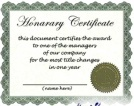 Honarary Certificate
this document certifies the award
to one of the managers
of our company
for the most title changes
in one year
(name here)